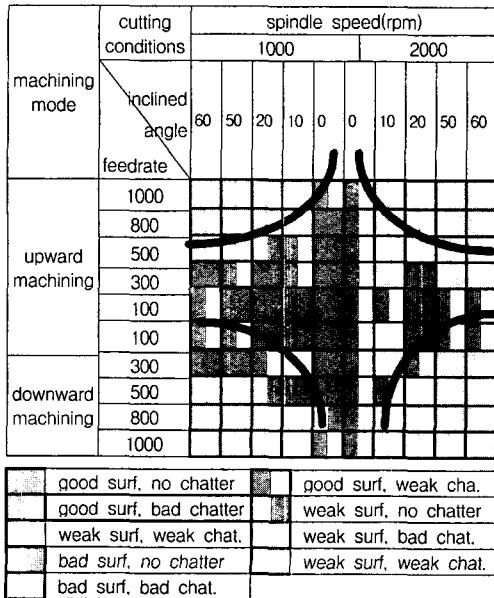 cutting conditions
spindle speed(rpm)
1000 2000
machining mode
inclined angle
feedrate
60 50 20 10 0 0 10 20 50 60
upward machining
1000
800
500
300
100
100
downward machining
300
500
800
1000
good surf, no chatter
good surf, weak cha.
good surf, bad chatter
weak surf, no chatter
weak surf, weak chat.
weak surf, bad chat.
bad surf, no chatter
weak surf, weak chat.
bad surf, bad chat.